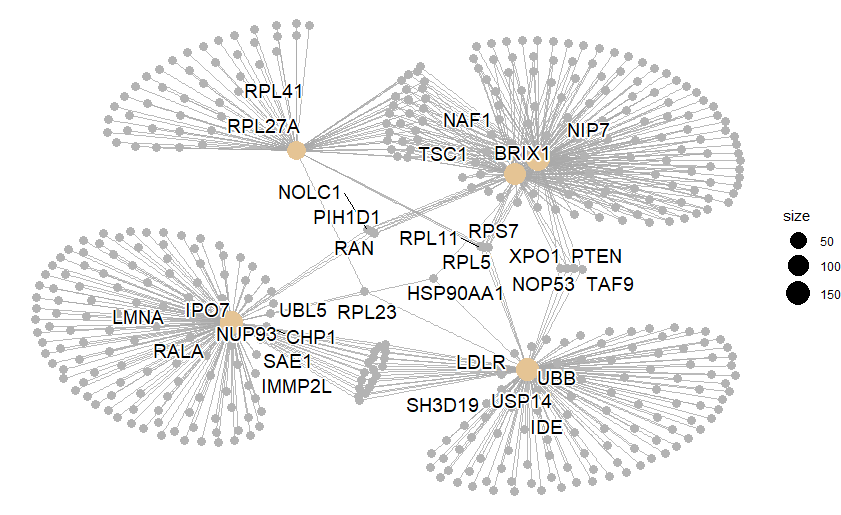 RPL41
RPL27A
NAF1
NIP7
TSC1
BRIX1
NOLC1
PIH1D1
RAN
RPL11
RPS7
RPL5
XPO1
PTEN
NOP53
TAF9
HSP90AA1
size
50
100
150
LMNA
IPO7
UBL5
RPL23
NUP93
CHP1
RALA
SAE1
IMMP2L
LDLR
UBB
SH3D19
USP14
IDE